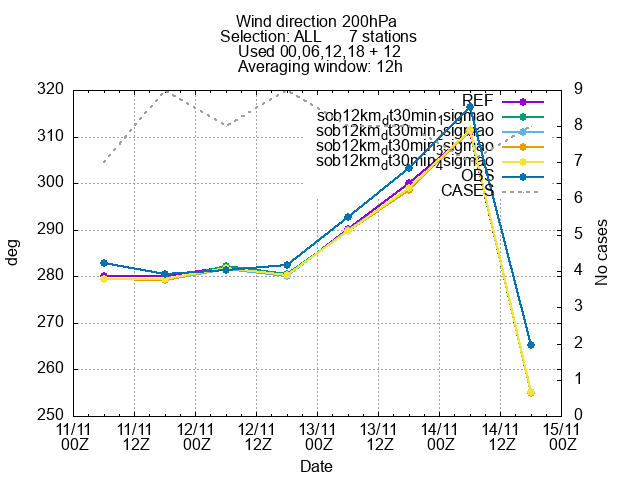 Wind direction 200hPa
Selection: ALL 7 stations
Used 00,06,12,18 + 12
Averaging window: 12h
320
310
300
290
280
270
260
250
deg
9
8
7
6
5
4
3
2
1
0
No cases
REF
sob12km_dt30min_1sigmao
sob12km_dt30min_2sigmao
sob12km_dt30min_3sigmao
sob12km_dt30min_4sigmao
OBS
CASES
11/11 11/11 12/11 12/11 13/11 13/11 14/11 14/11 15/11
00Z 12Z 00Z 12Z 00Z 12Z 00Z 12Z 00Z
Date